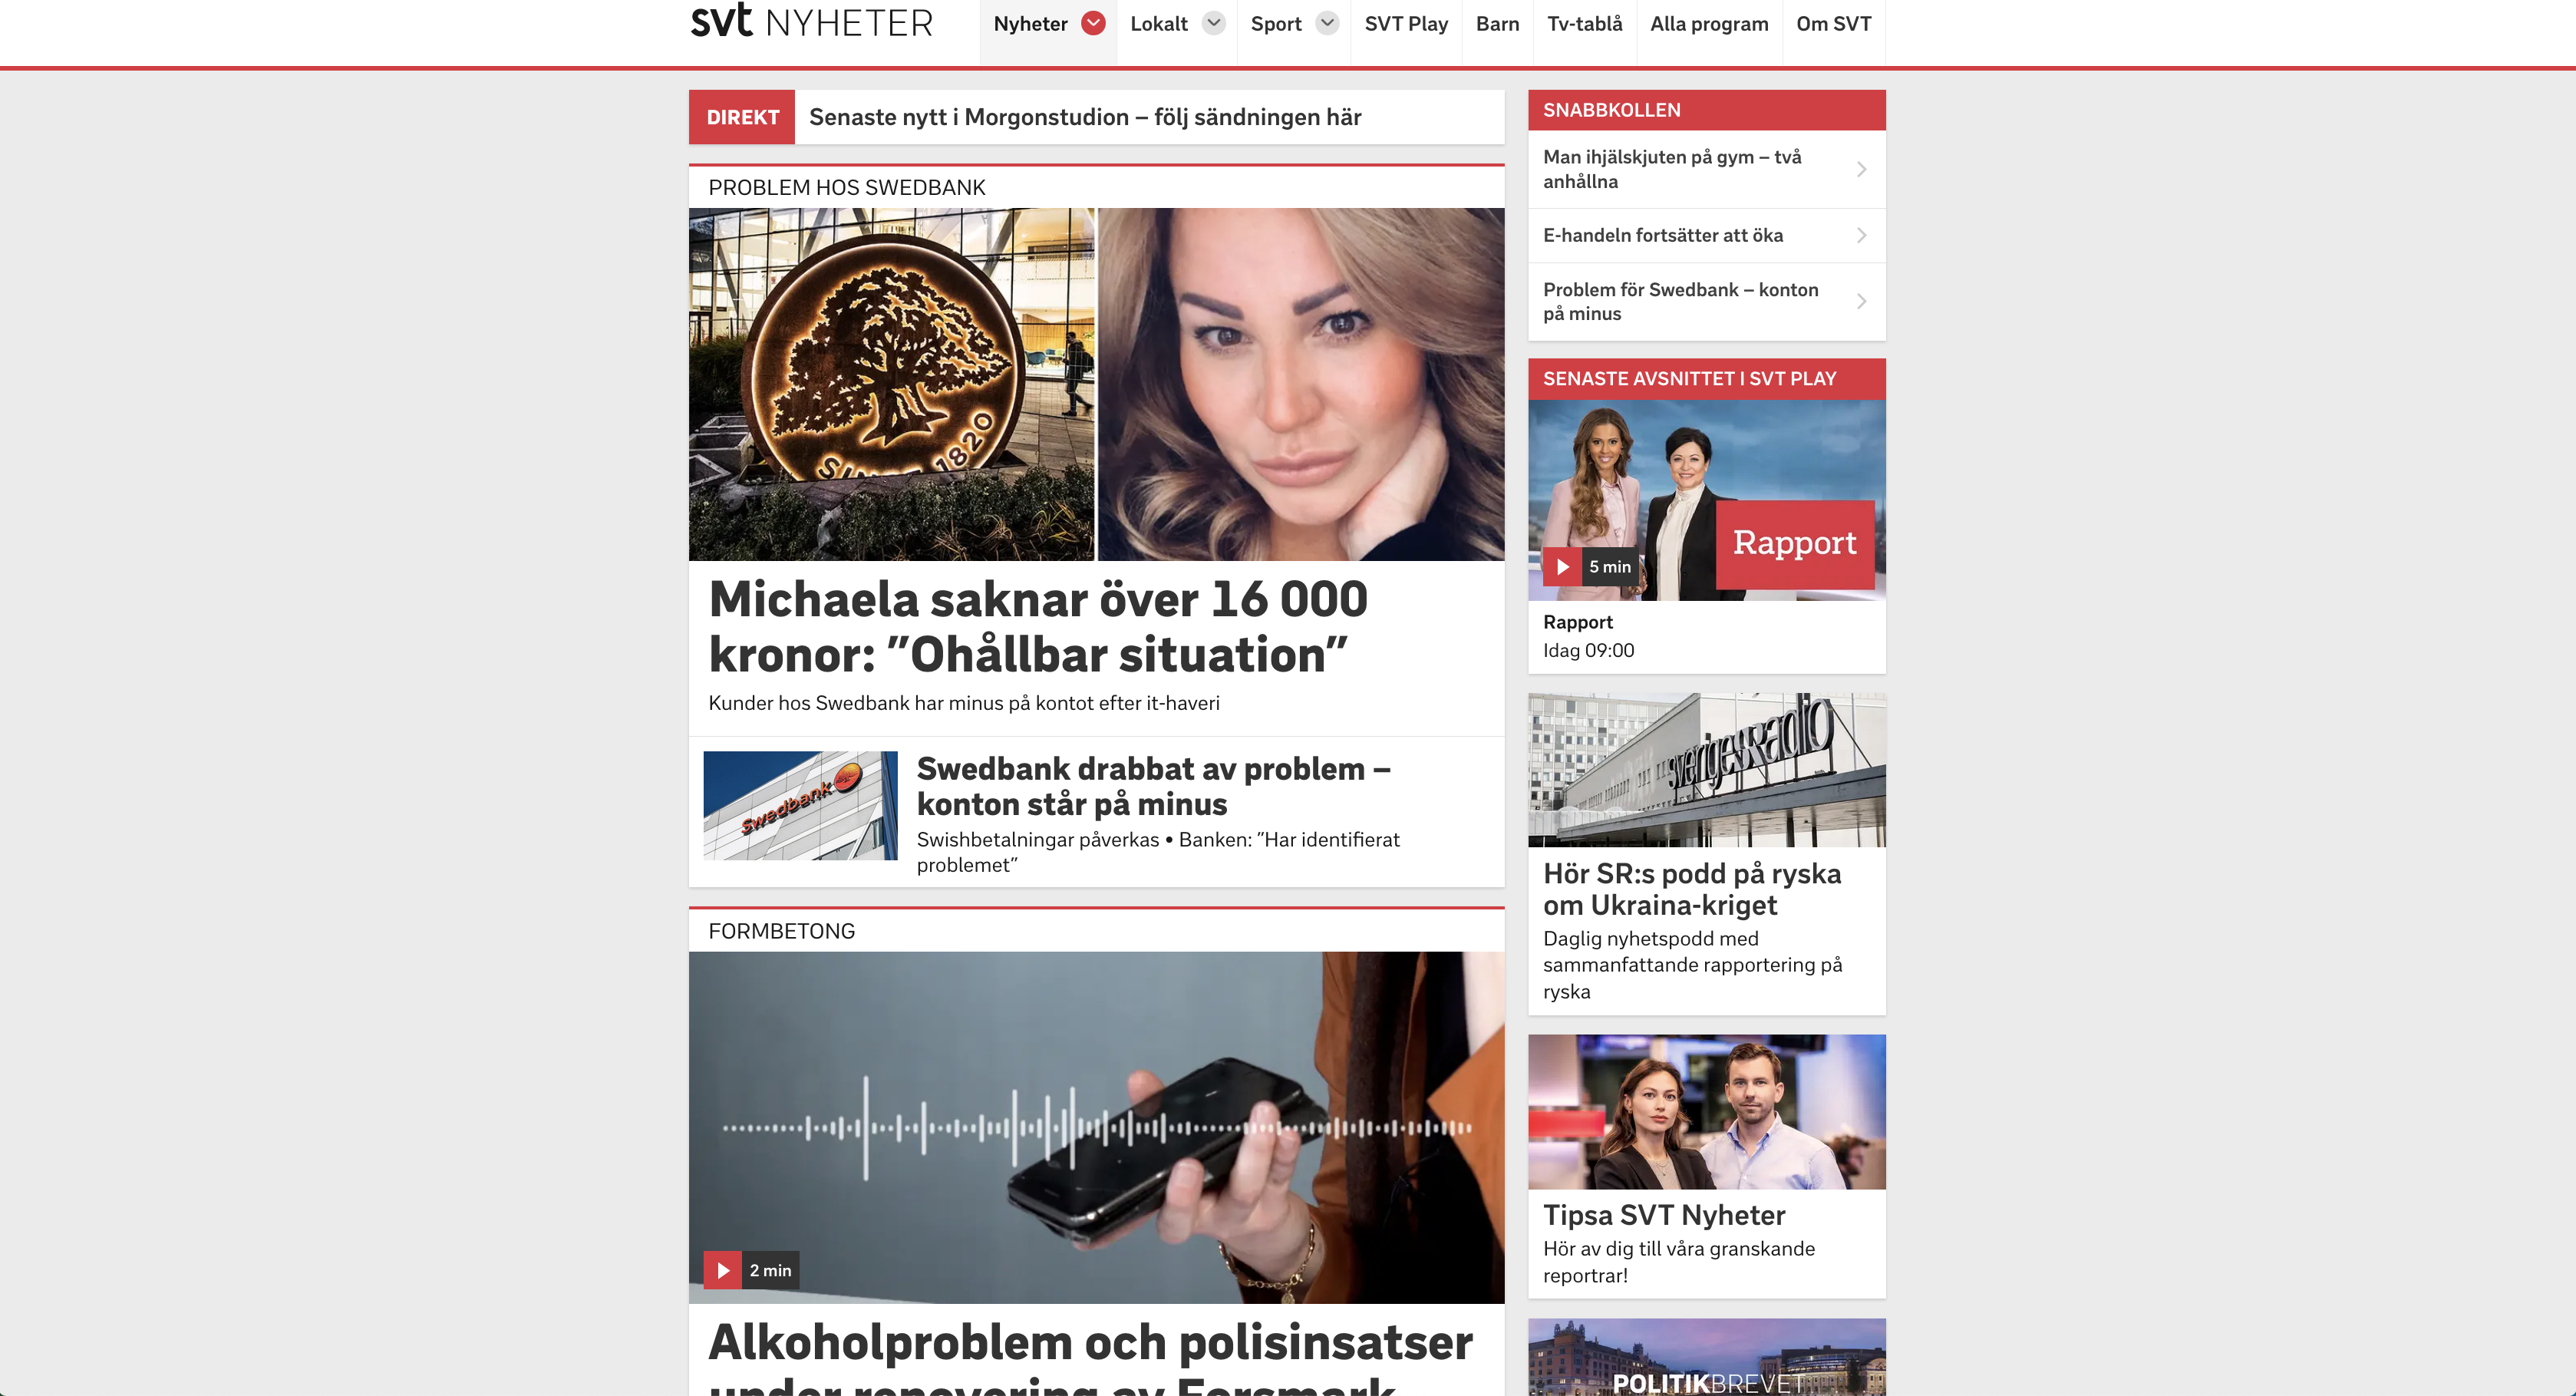 svt NYHETER
Nyheter
Lokalt
Sport
SVT Play
Barn
Tv-tablå
Alla program
Om SVT
DIREKT
Senaste nytt i Morgonstudion – följ sändningen här
PROBLEM HOS SWEDBANK
SINCE 1820
Michaela saknar över 16 000
kronor: ”Ohållbar situation”
Kunder hos Swedbank har minus på kontot efter it-haveri
Swedbank
Swedbank drabbat av problem –
konton står på minus
Swishbetalningar påverkas • Banken: ”Har identifierat
problemet”
FORMBETONG
2 min
Alkoholproblem och polisinsatser
under renovering av Forsmark
SNABBKOLLEN
Man ihjälskjuten på gym – två
anhållna
E-handeln fortsätter att öka
Problem för Swedbank – konton
på minus
SENASTE AVSNITTET I SVT PLAY
Rapport
5 min
Rapport
Idag 09:00
sveriges radio
Hör SR:s podd på ryska
om Ukraina-kriget
Daglig nyhetspodd med
sammanfattande rapportering på
ryska
Tipsa SVT Nyheter
Hör av dig till våra granskande
reportrar!
POLITIKBREVET